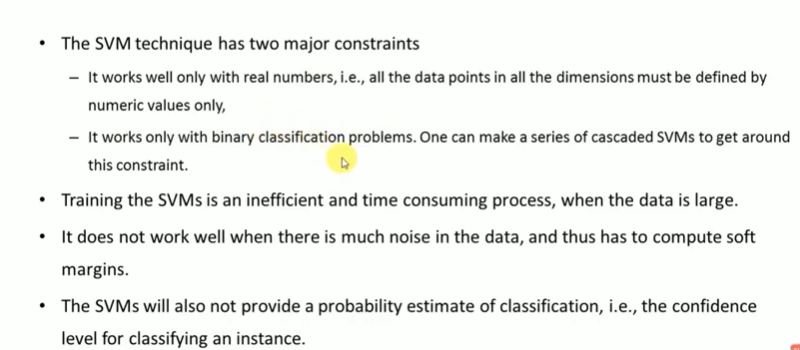 • The SVM technique has two major constraints
– It works well only with real numbers, i.e., all the data points in all the dimensions must be defined by
numeric values only,
– It works only with binary classification problems. One can make a series of cascaded SVMs to get around
this constraint.
• Training the SVMs is an inefficient and time consuming process, when the data is large.
• It does not work well when there is much noise in the data, and thus has to compute soft
margins.
• The SVMs will also not provide a probability estimate of classification, i.e., the confidence
level for classifying an instance.